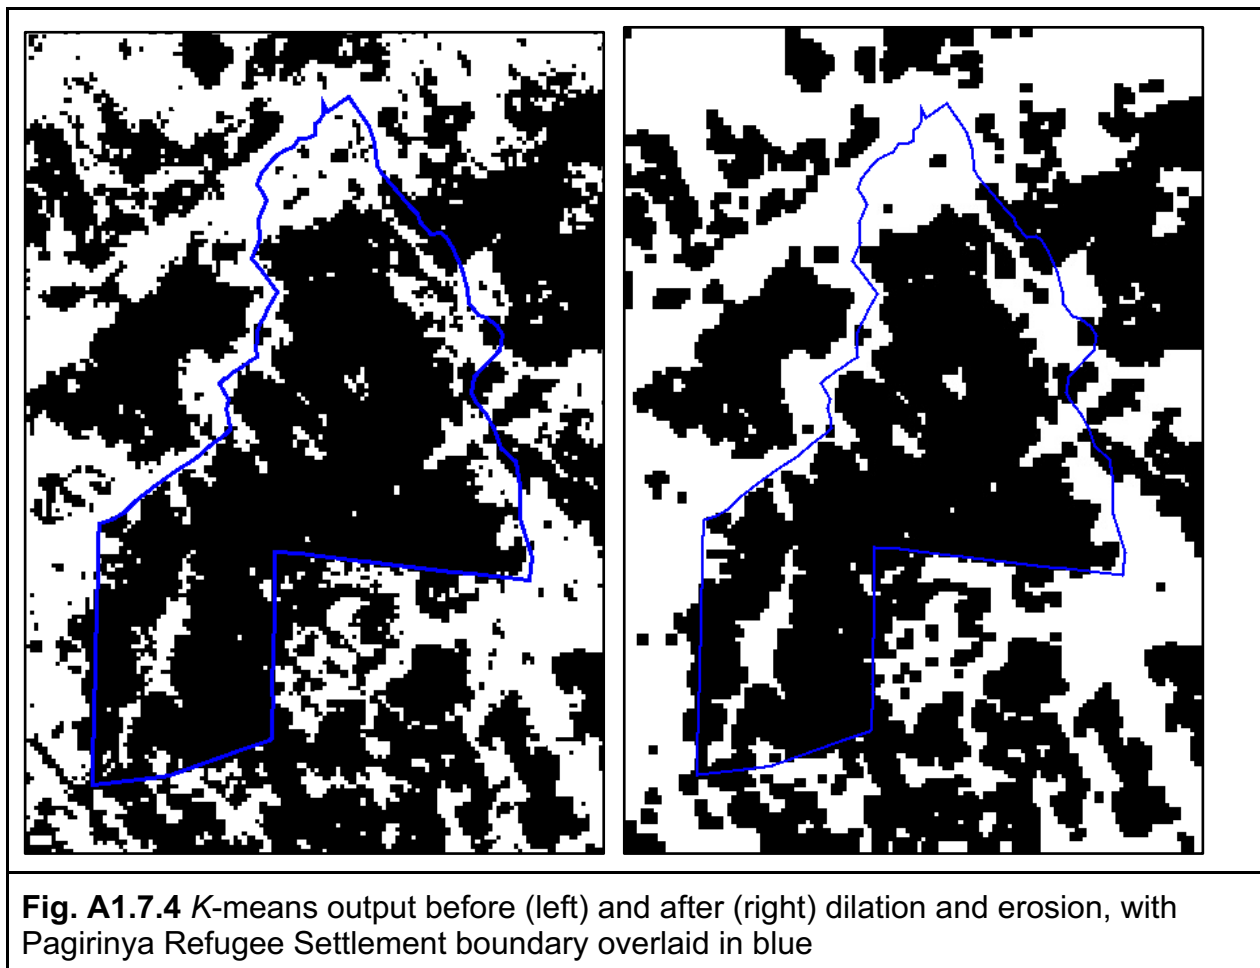 Fig. A1.7.4 K-means output before (left) and after (right) dilation and erosion, with
Pagirinya Refugee Settlement boundary overlaid in blue